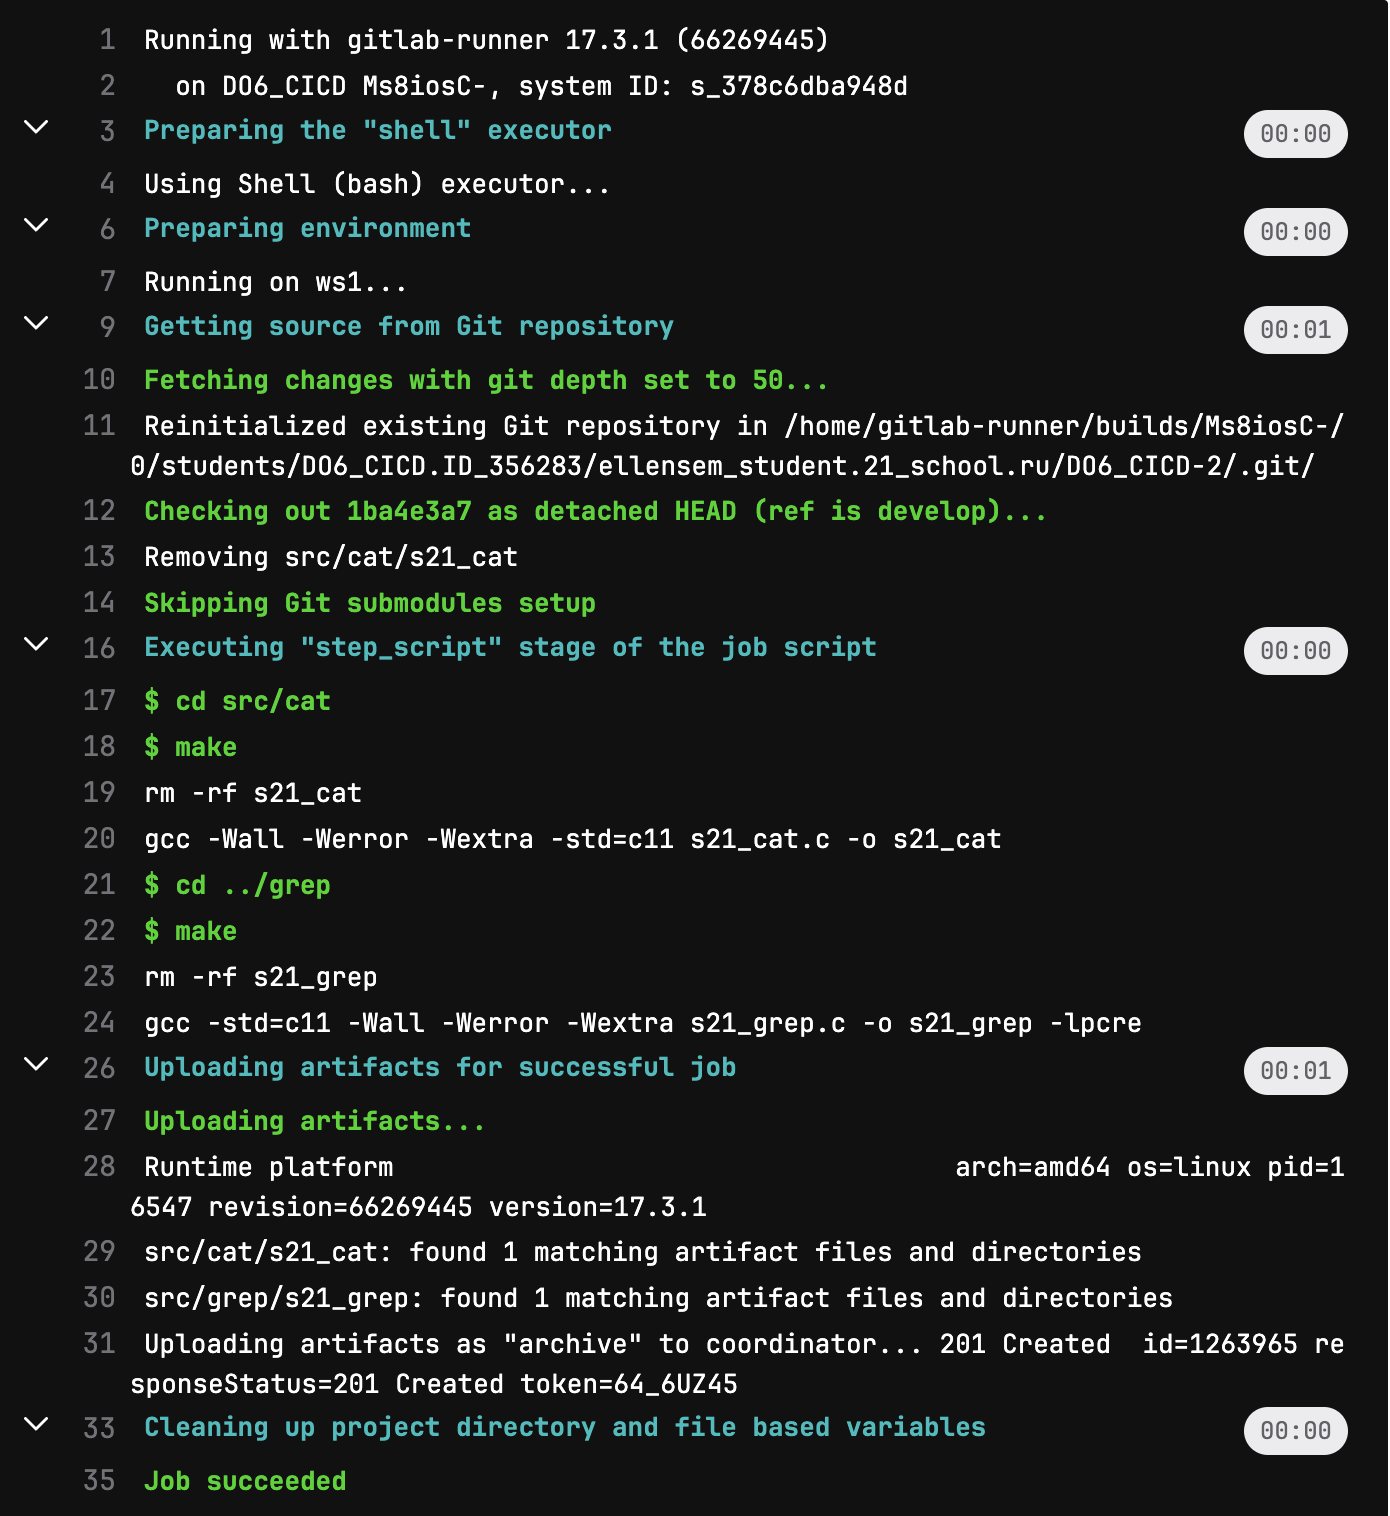 1 Running with gitlab-runner 17.3.1 (66269445)
2   on DO6_CICD Ms8iosC-, system ID: s_378c6dba948d
3 Preparing the "shell" executor 00:00
4 Using Shell (bash) executor...
6 Preparing environment 00:00
7 Running on ws1...
9 Getting source from Git repository 00:01
10 Fetching changes with git depth set to 50...
11 Reinitialized existing Git repository in /home/gitlab-runner/builds/Ms8iosC-/
0/students/DO6_CICD.ID_356283/ellensem_student.21_school.ru/DO6_CICD-2/.git/
12 Checking out 1ba4e3a7 as detached HEAD (ref is develop)...
13 Removing src/cat/s21_cat
14 Skipping Git submodules setup
16 Executing "step_script" stage of the job script 00:00
17 $ cd src/cat
18 $ make
19 rm -rf s21_cat
20 gcc -Wall -Werror -Wextra -std=c11 s21_cat.c -o s21_cat
21 $ cd ../grep
22 $ make
23 rm -rf s21_grep
24 gcc -std=c11 -Wall -Werror -Wextra s21_grep.c -o s21_grep -lpcre
26 Uploading artifacts for successful job 00:01
27 Uploading artifacts...
28 Runtime platform                                    arch=amd64 os=linux pid=1
6547 revision=66269445 version=17.3.1
29 src/cat/s21_cat: found 1 matching artifact files and directories
30 src/grep/s21_grep: found 1 matching artifact files and directories
31 Uploading artifacts as "archive" to coordinator... 201 Created  id=1263965 re
sponseStatus=201 Created token=64_6UZ45
33 Cleaning up project directory and file based variables 00:00
35 Job succeeded